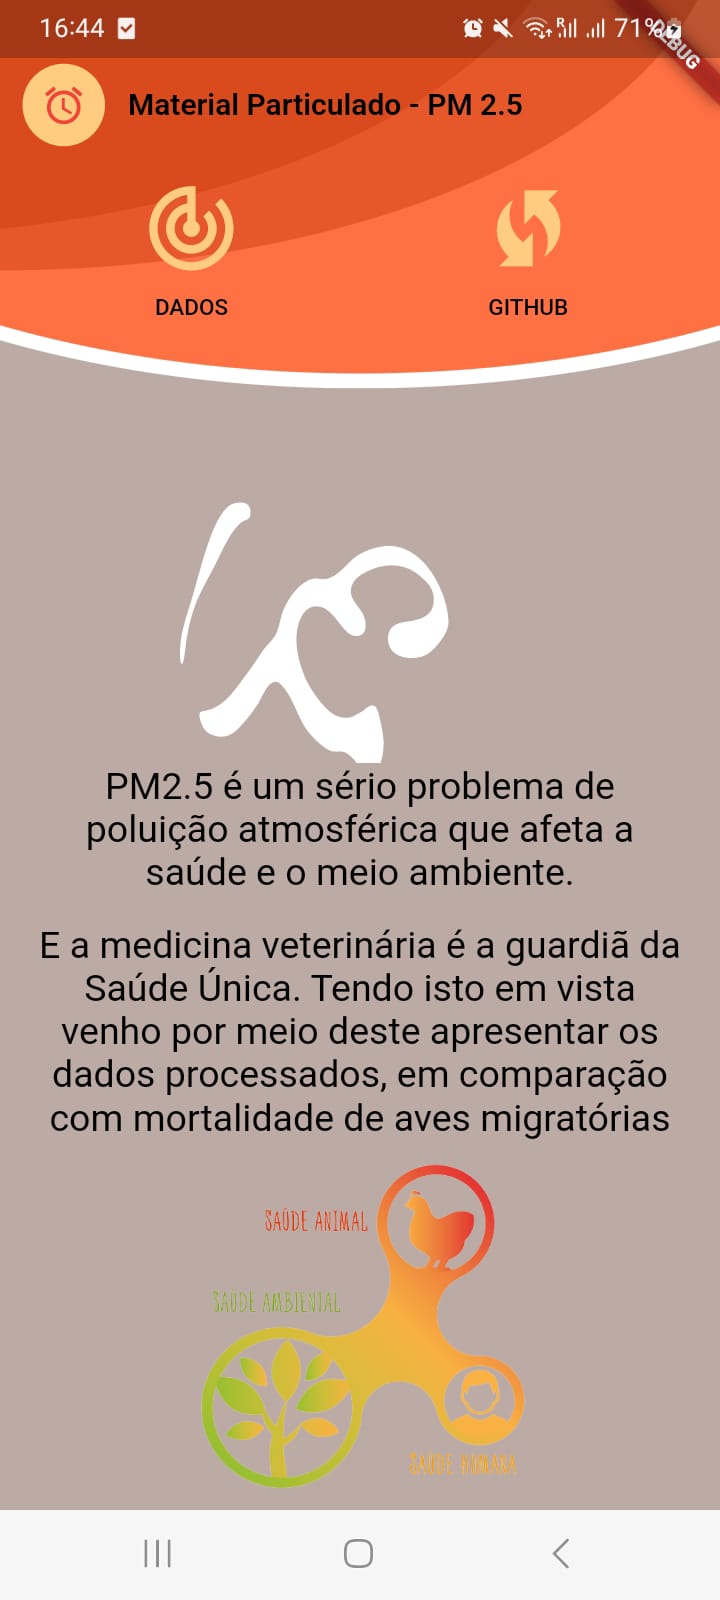 16:44
R
71%
DEBUG
Material Particulado - PM 2.5
DADOS
GITHUB
PM2.5 é um sério problema de
poluição atmosférica que afeta a
saúde e o meio ambiente.
E a medicina veterinária é a guardiã da
Saúde Única. Tendo isto em vista
venho por meio deste apresentar os
dados processados, em comparação
com mortalidade de aves migratórias
SAÚDE ANIMAL
SAÚDE AMBIENTAL
SAÚDE HUMANA